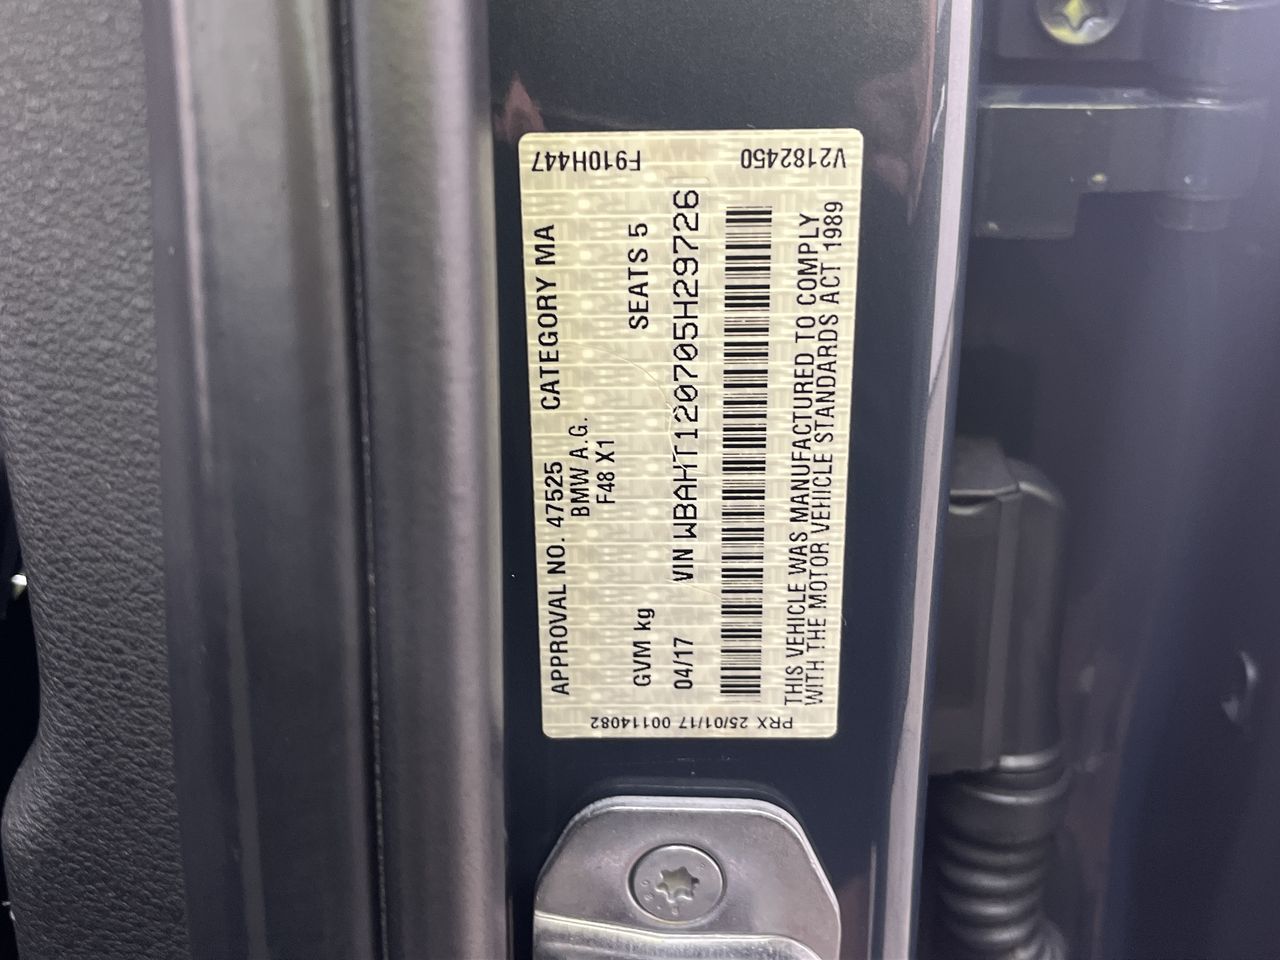 APPROVAL NO. 47525 CATEGORY MA
BMW A.G.
F48 X1
GVM kg SEATS 5
04/17 VIN WBAHT120705H29726
THIS VEHICLE WAS MANUFACTURED TO COMPLY
WITH THE MOTOR VEHICLE STANDARDS ACT 1989
F910H447
V2182450
PRX 25/01/17 00114082